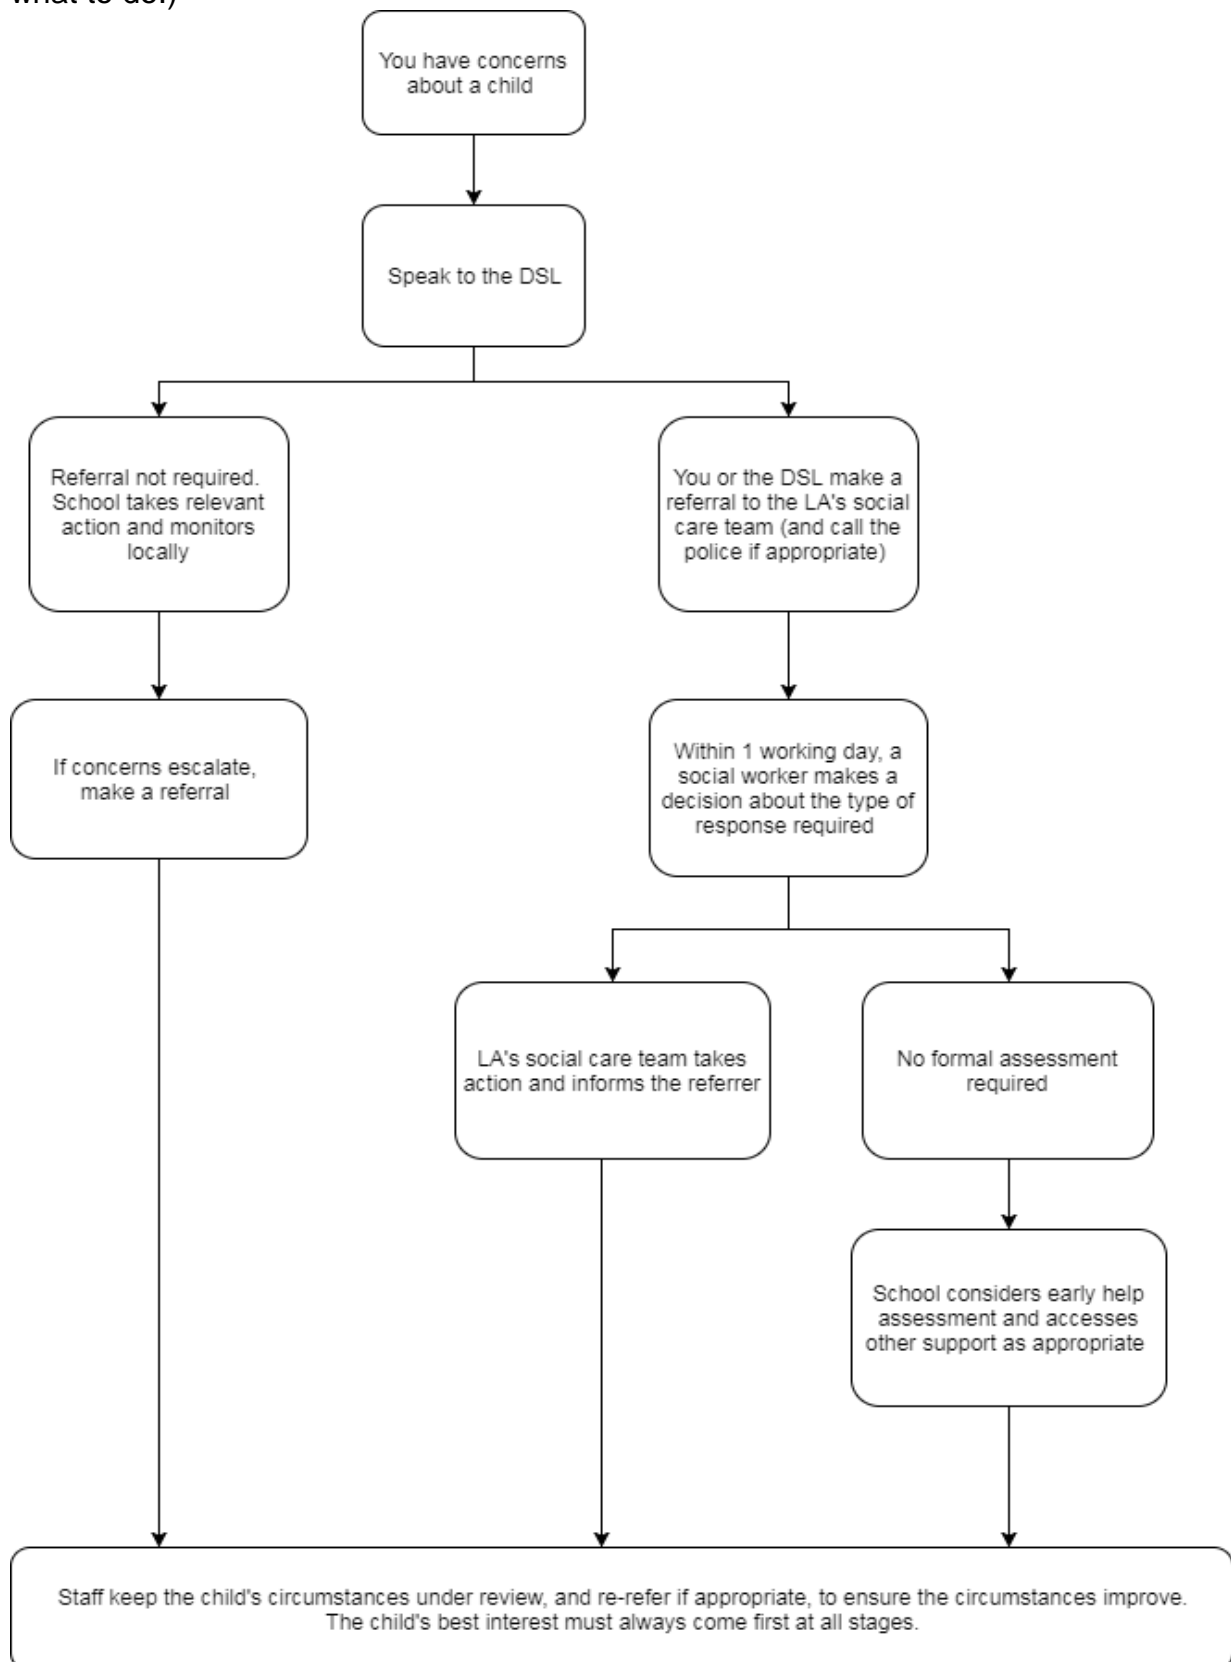 what to do.)
You have concerns
about a child
Speak to the DSL
Referral not required.
School takes relevant
action and monitors
locally
You or the DSL make a
referral to the LA's social
care team (and call the
police if appropriate)
If concerns escalate,
make a referral
Within 1 working day, a
social worker makes a
decision about the type of
response required
LA's social care team takes
action and informs the referrer
No formal assessment
required
School considers early help
assessment and accesses
other support as appropriate
Staff keep the child's circumstances under review, and re-refer if appropriate, to ensure the circumstances improve.
The child's best interest must always come first at all stages.